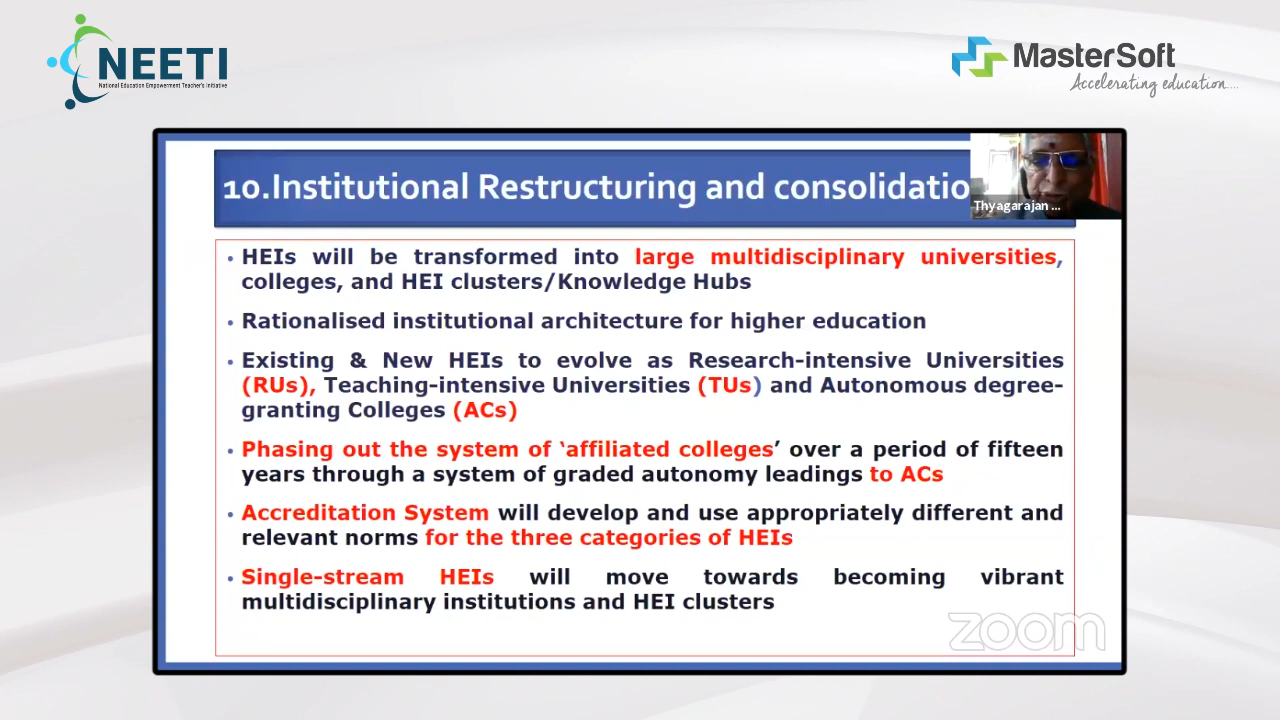 NEETI
National Education Empowerment Teacher's Initiative
MasterSoft
Accelerating education....
10.Institutional Restructuring and consolidatio
Thyagarajan ...
• HEIs will be transformed into large multidisciplinary universities,
colleges, and HEI clusters/Knowledge Hubs
• Rationalised institutional architecture for higher education
• Existing & New HEIs to evolve as Research-intensive Universities
(RUs), Teaching-intensive Universities (TUs) and Autonomous degree-
granting Colleges (ACs)
• Phasing out the system of ‘affiliated colleges’ over a period of fifteen
years through a system of graded autonomy leadings to ACs
• Accreditation System will develop and use appropriately different and
relevant norms for the three categories of HEIs
• Single-stream HEIs will move towards becoming vibrant
multidisciplinary institutions and HEI clusters
zoom